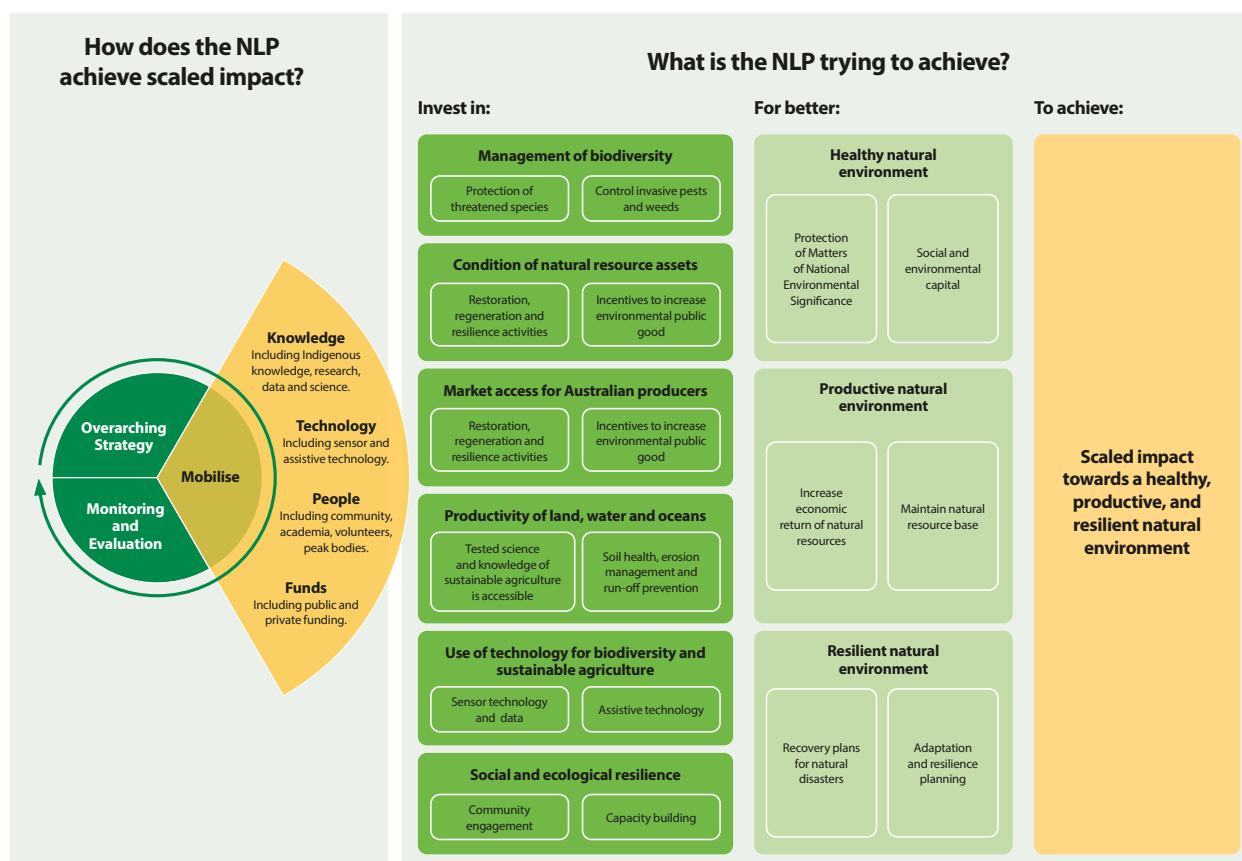 How does the NLP
achieve scaled impact?
Knowledge
Including Indigenous
knowledge, research,
data and science.
Technology
Including sensor and
assistive technology.
People
Including community,
academia, volunteers,
peak bodies.
Funds
Including public and
private funding.
Overarching
Strategy
Mobilise
Monitoring
and
Evaluation
What is the NLP trying to achieve?
Invest in:
Management of biodiversity
Protection of
threatened species
Control invasive pests
and weeds
Condition of natural resource assets
Restoration,
regeneration and
resilience activities
Incentives to increase
environmental public
good
Market access for Australian producers
Restoration,
regeneration and
resilience activities
Incentives to increase
environmental public
good
Productivity of land, water and oceans
Tested science
and knowledge of
sustainable agriculture
is accessible
Soil health, erosion
management and
run-off prevention
Use of technology for biodiversity and
sustainable agriculture
Sensor technology
and data
Assistive technology
Social and ecological resilience
Community
engagement
Capacity building
For better:
Healthy natural
environment
Protection
of Matters
of National
Environmental
Significance
Social and
environmental
capital
Productive natural
environment
Increase
economic
return of natural
resources
Maintain natural
resource base
Resilient natural
environment
Recovery plans
for natural
disasters
Adaptation
and resilience
planning
To achieve:
Scaled impact
towards a healthy,
productive, and
resilient natural
environment